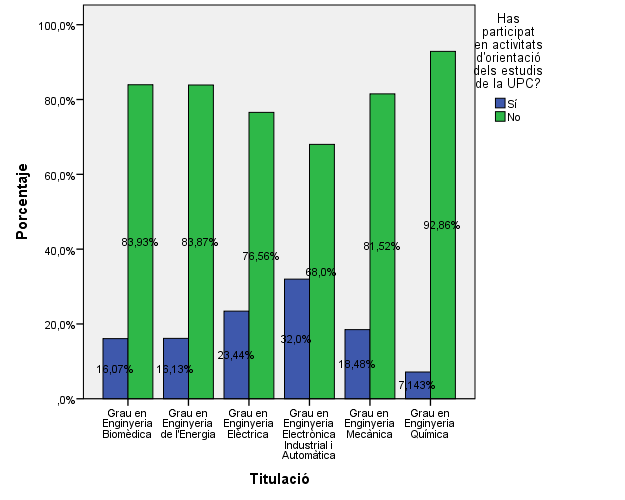 100,0%
80,0%
60,0%
40,0%
20,0%
,0%
Porcentaje
83,93%
83,87%
76,56%
68,0%
81,52%
92,86%
16,07%
16,13%
23,44%
32,0%
18,48%
7,143%
Grau en
Enginyeria
Biomèdica
Grau en
Enginyeria
de l'Energia
Grau en
Enginyeria
Elèctrica
Grau en
Enginyeria
Electrònica
Industrial i
Automàtica
Grau en
Enginyeria
Mecànica
Grau en
Enginyeria
Química
Titulació
Has
participat
en activitats
d'orientació
dels estudis
de la UPC?
Sí
No